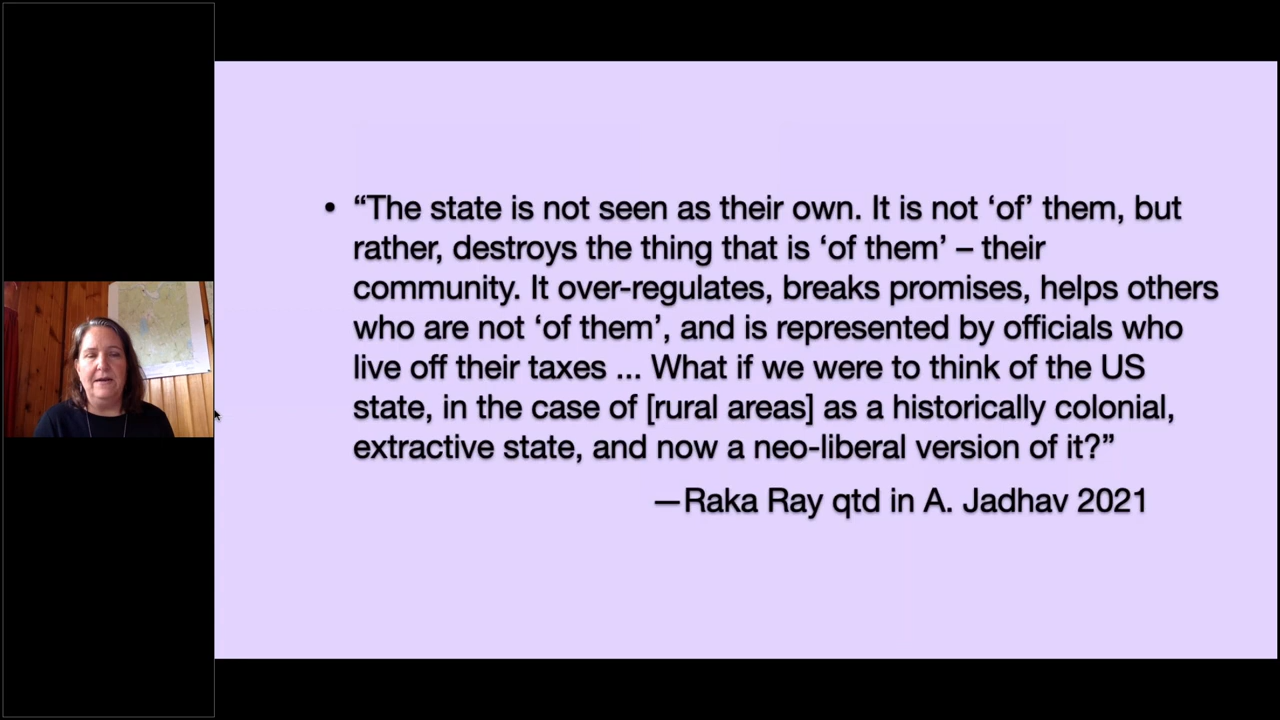 • “The state is not seen as their own. It is not ‘of’ them, but
rather, destroys the thing that is ‘of them’ – their
community. It over-regulates, breaks promises, helps others
who are not ‘of them’, and is represented by officials who
live off their taxes ... What if we were to think of the US
state, in the case of [rural areas] as a historically colonial,
extractive state, and now a neo-liberal version of it?”
—Raka Ray qtd in A. Jadhav 2021